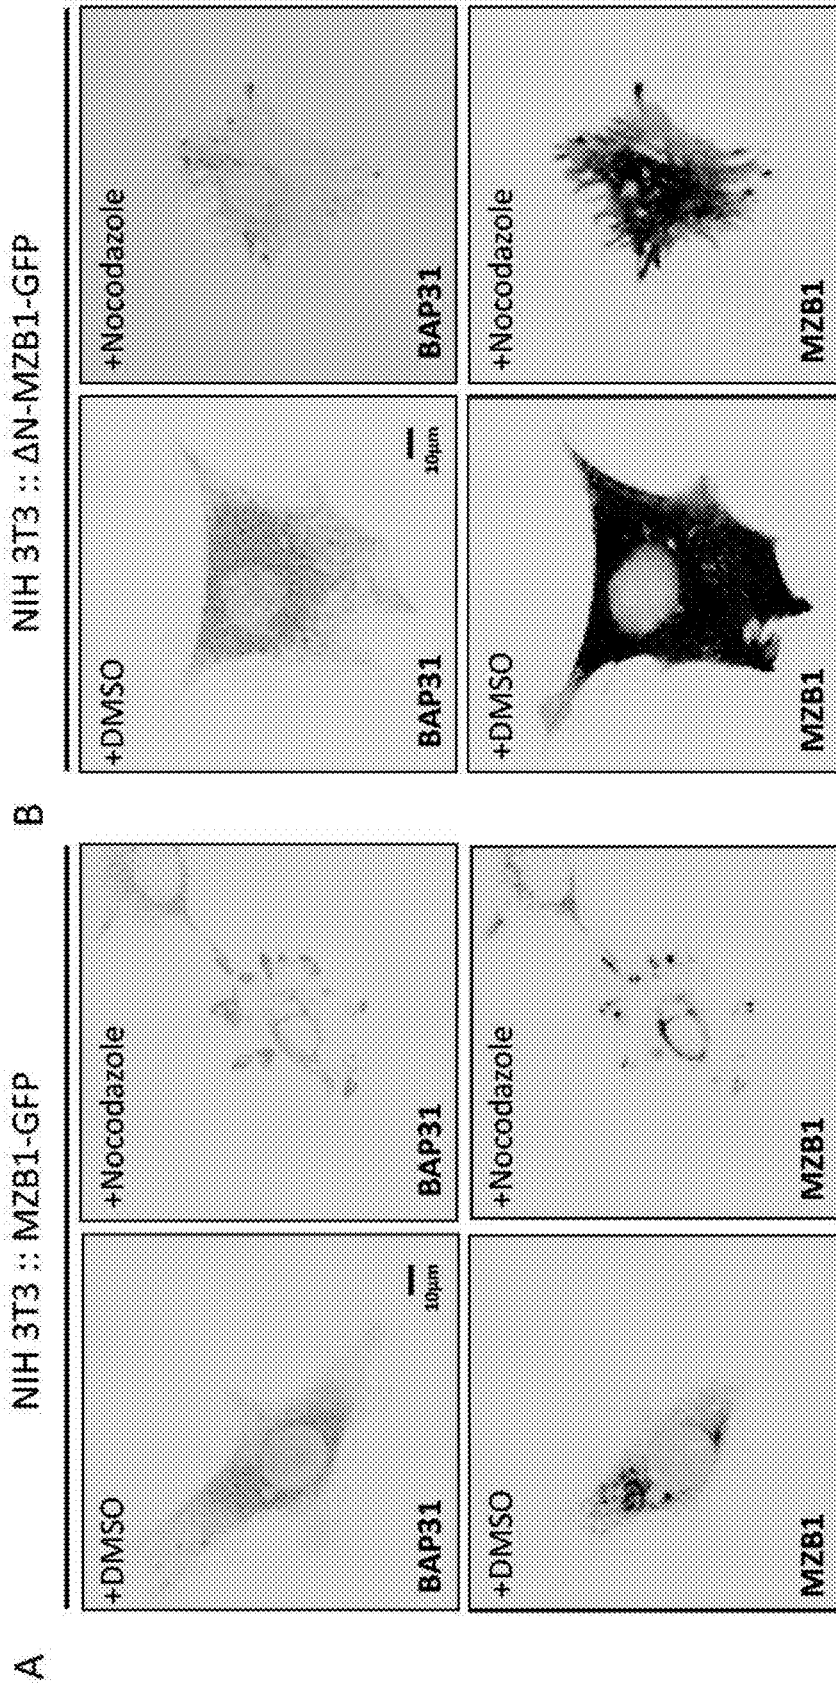 A
NIH 3T3 :: MZB1-GFP
+DMSO
BAP31
10µm
+Nocodazole
BAP31
+DMSO
MZB1
+Nocodazole
MZB1
B
NIH 3T3 :: ΔN-MZB1-GFP
+DMSO
BAP31
10µm
+Nocodazole
BAP31
+DMSO
MZB1
+Nocodazole
MZB1